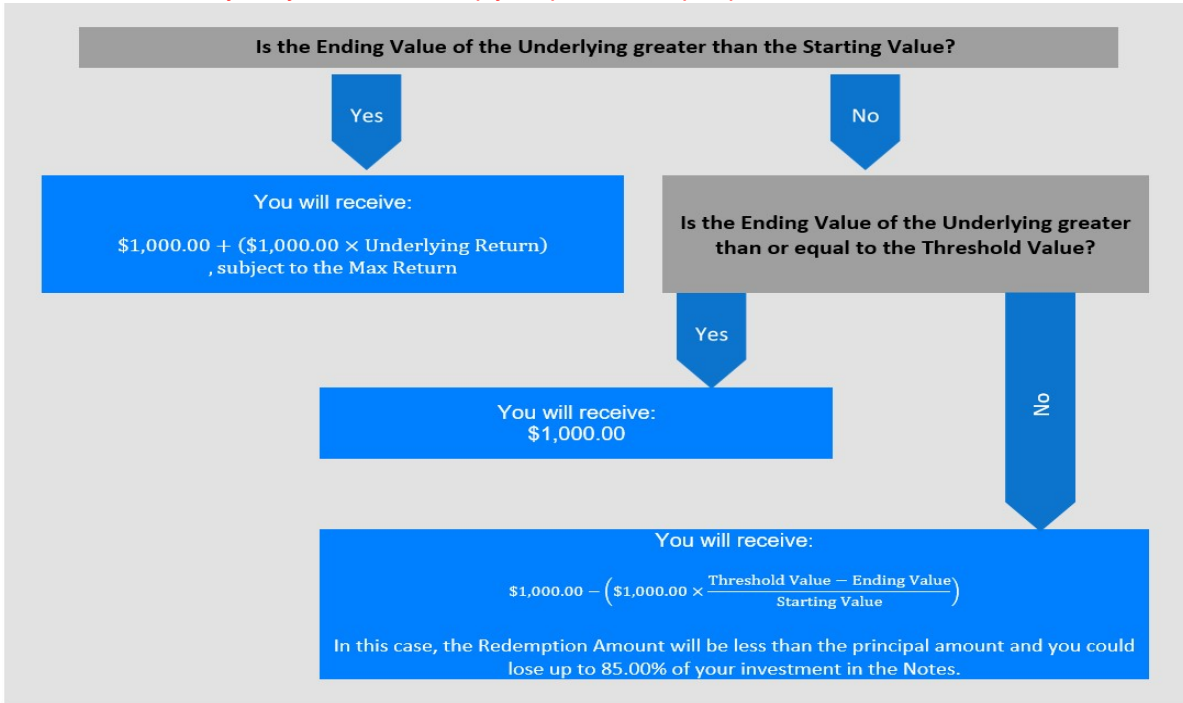 Is the Ending Value of the Underlying greater than the Starting Value?
Yes
No
You will receive:
$1,000.00 + ($1,000.00 × Underlying Return)
, subject to the Max Return
Is the Ending Value of the Underlying greater
than or equal to the Threshold Value?
Yes
No
You will receive:
$1,000.00
You will receive:
$1,000.00 − ($1,000.00 × Threshold Value − Ending Value
Starting Value)
In this case, the Redemption Amount will be less than the principal amount and you could
lose up to 85.00% of your investment in the Notes.